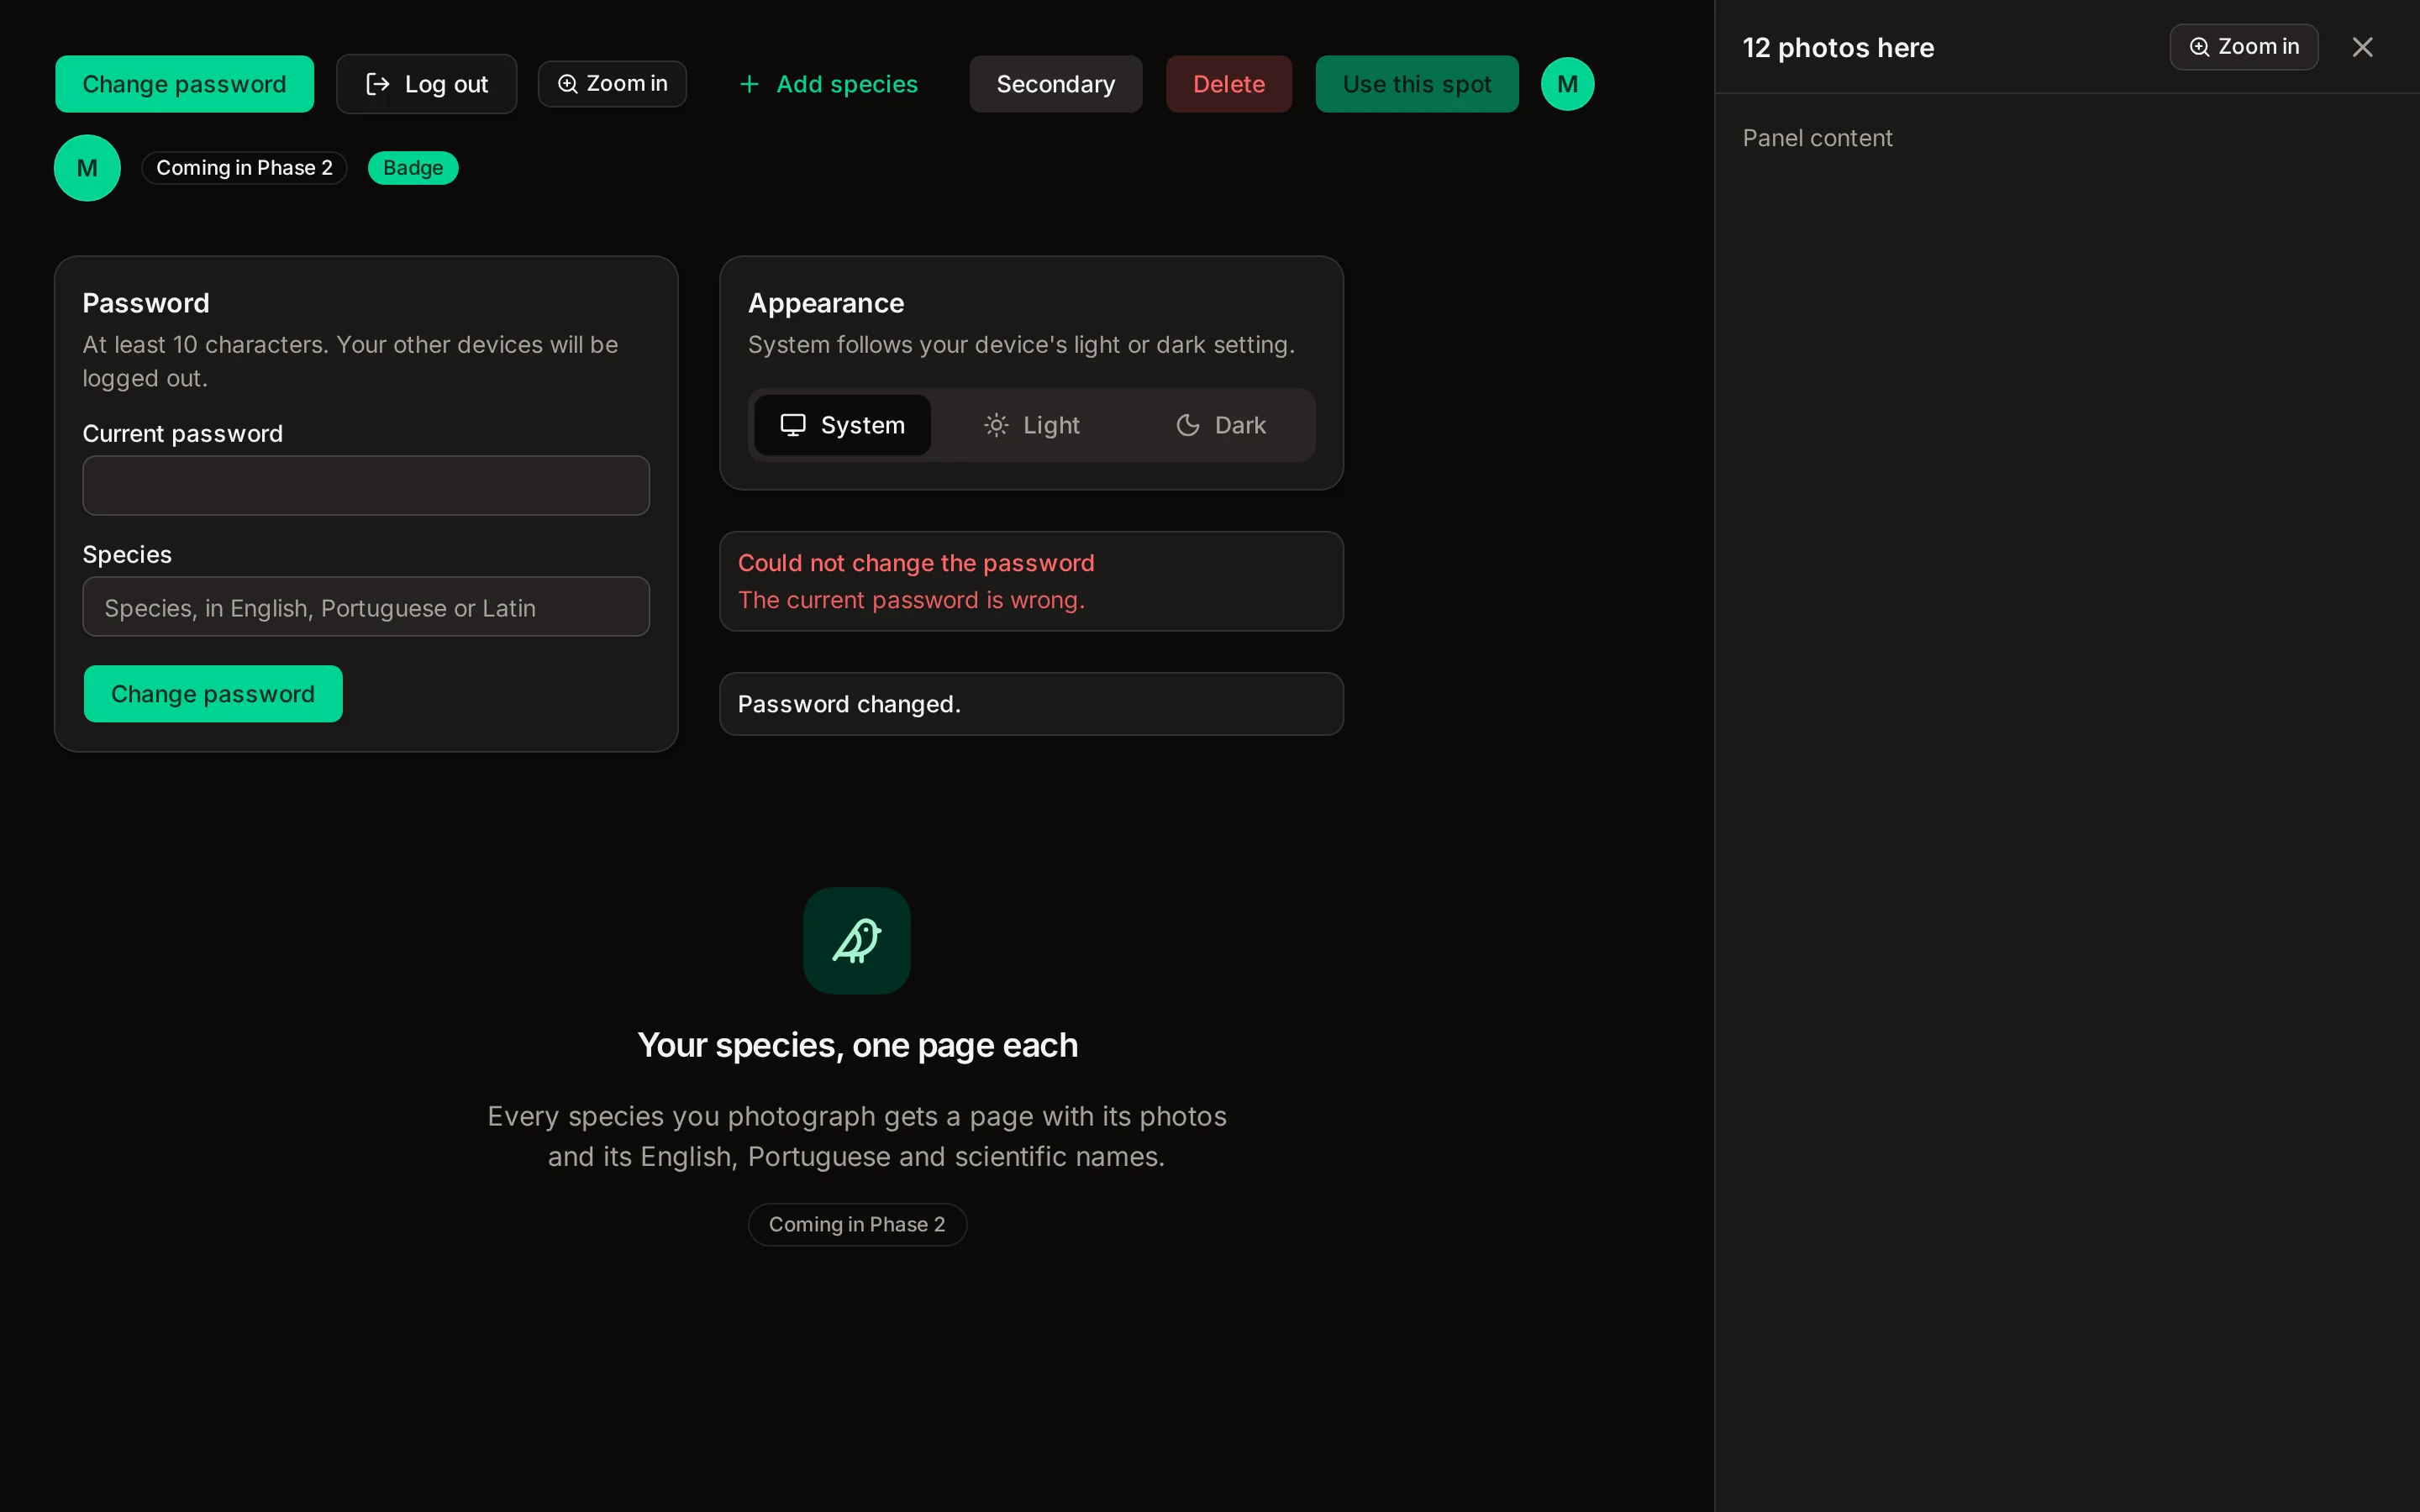 Change password
Log out
Zoom in
Add species
Secondary
Delete
Use this spot
M
M
Coming in Phase 2
Badge
Password
At least 10 characters. Your other devices will be
logged out.
Current password
Species
Species, in English, Portuguese or Latin
Change password
Appearance
System follows your device's light or dark setting.
System
Light
Dark
Could not change the password
The current password is wrong.
Password changed.
Your species, one page each
Every species you photograph gets a page with its photos
and its English, Portuguese and scientific names.
Coming in Phase 2
12 photos here
Zoom in
Panel content